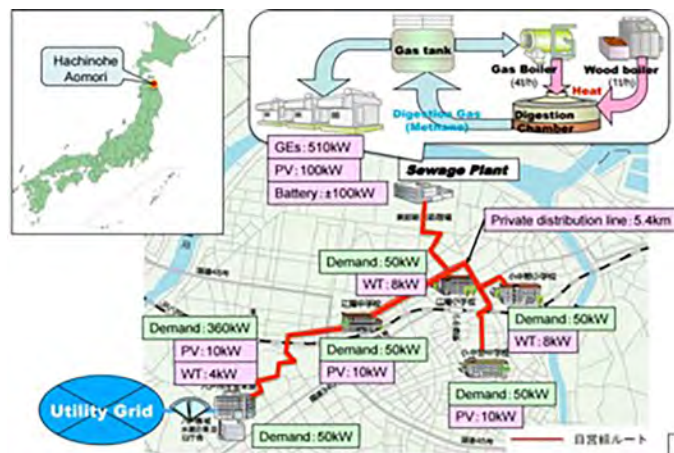 Hachinohe
Aomori
Gas tank
Gas Boiler
(4t/h)
Wood boiler
(1t/h)
Heat
Digestion Gas
(Methane)
Digestion
Chamber
GEs：510kW
PV：100kW
Battery：±100kW
Sewage Plant
Private distribution line：5.4km
Demand：50kW
WT：8kW
Demand：360kW
PV：10kW
WT：4kW
Demand：50kW
PV：10kW
Demand：50kW
WT：8kW
Demand：50kW
PV：10kW
Utility Grid
Demand：50kW
自営線ルート